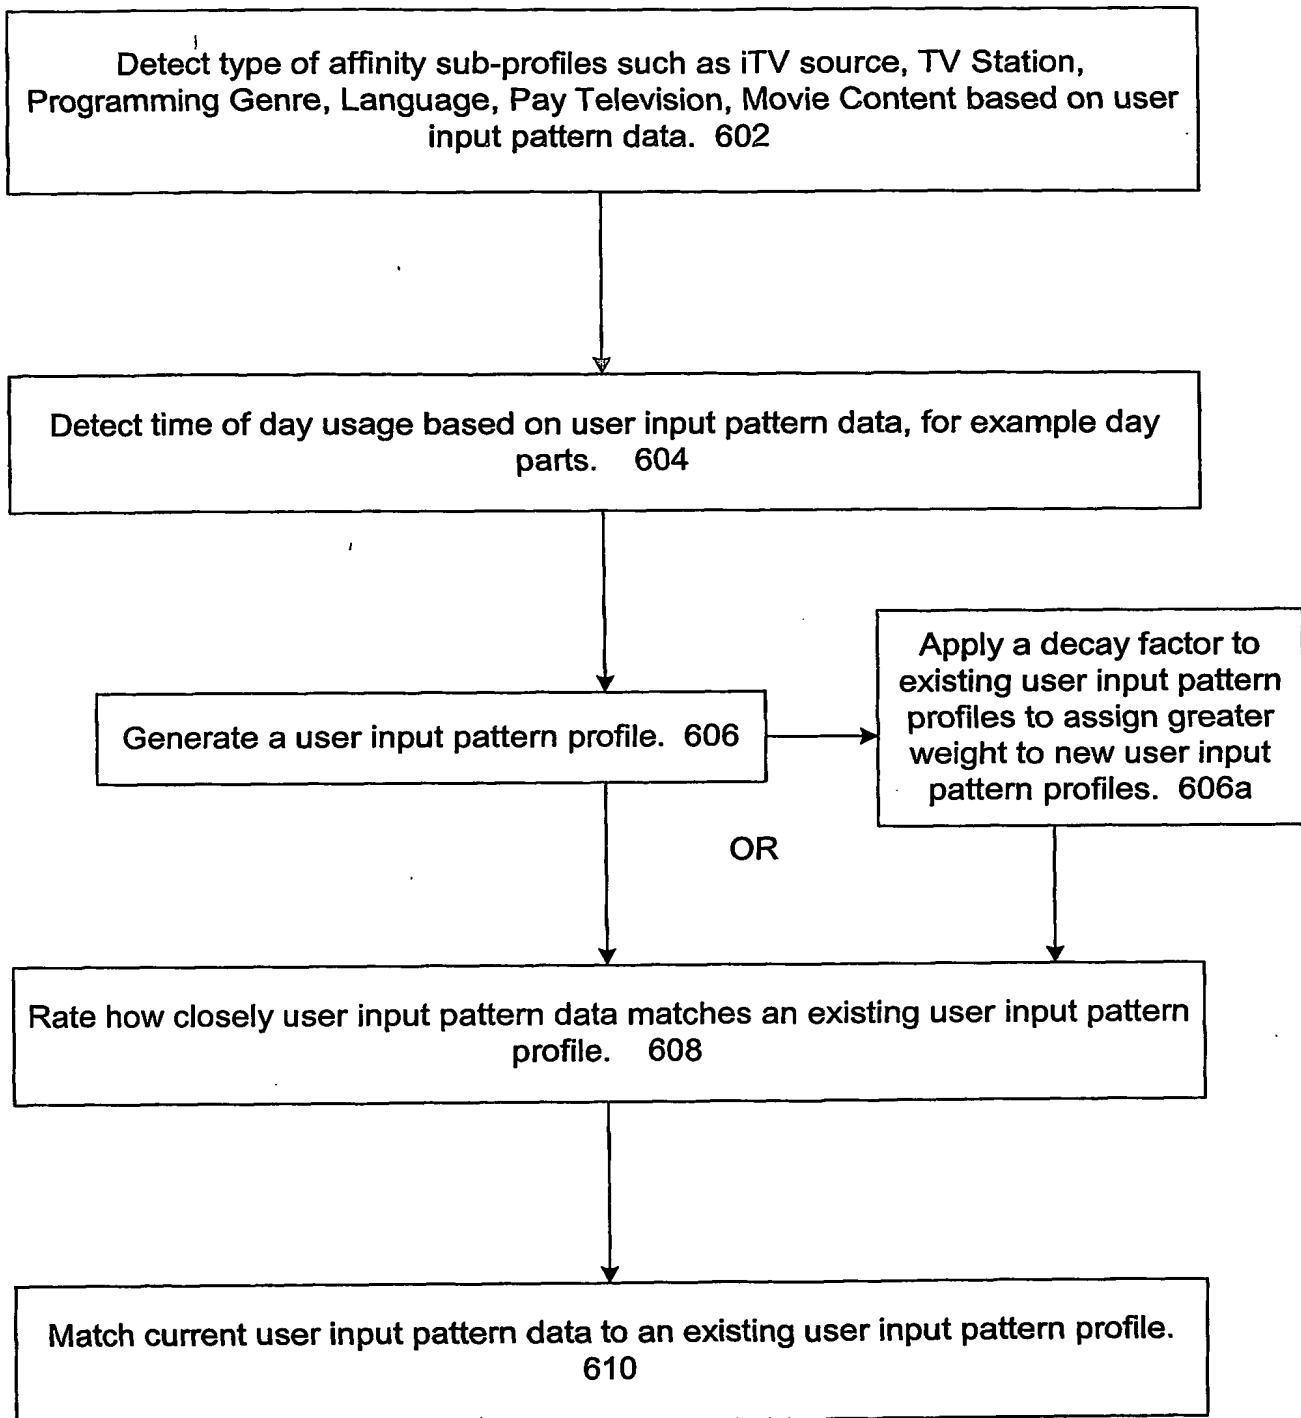 Detect type of affinity sub-profiles such as iTV source, TV Station,
Programming Genre, Language, Pay Television, Movie Content based on user
input pattern data. 602
Detect time of day usage based on user input pattern data, for example day
parts. 604
Generate a user input pattern profile. 606
Apply a decay factor to
existing user input pattern
profiles to assign greater
weight to new user input
pattern profiles. 606a
OR
Rate how closely user input pattern data matches an existing user input pattern
profile. 608
Match current user input pattern data to an existing user input pattern profile.
610